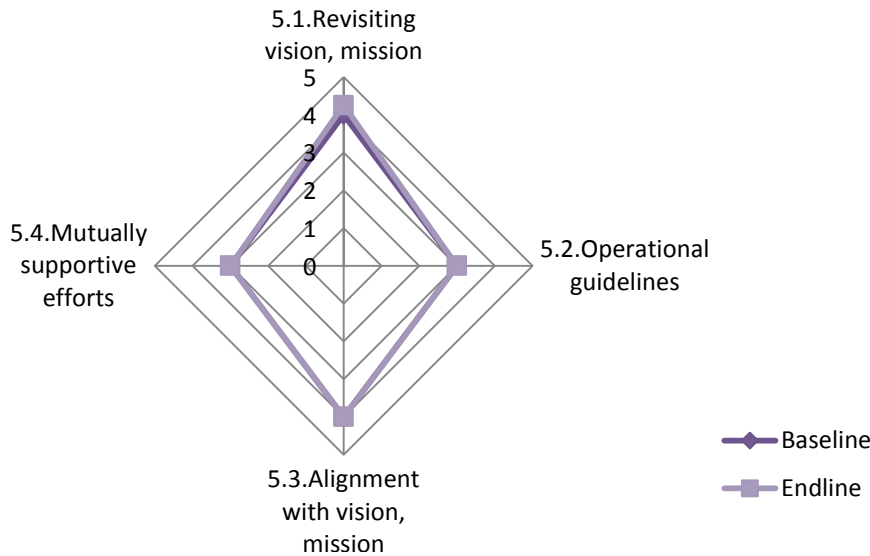 5.1.Revisiting
vision, mission
5
4
3
2
1
0
5.4.Mutually
supportive
efforts
5.2.Operational
guidelines
5.3.Alignment
with vision,
mission
Baseline
Endline